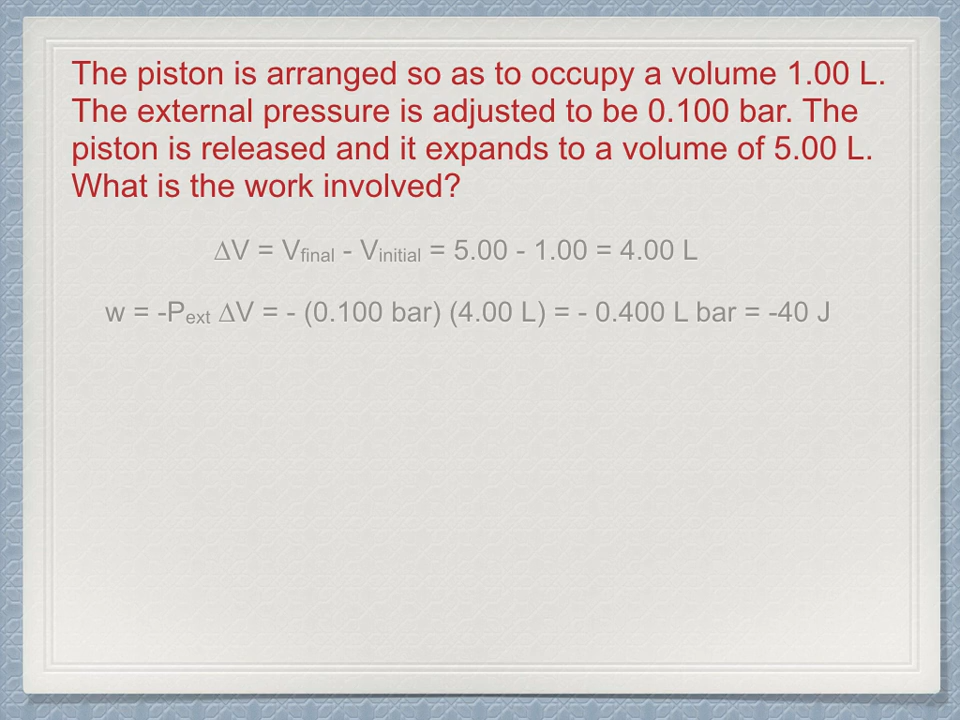 The piston is arranged so as to occupy a volume 1.00 L.
The external pressure is adjusted to be 0.100 bar. The
piston is released and it expands to a volume of 5.00 L.
What is the work involved?
∆V = Vfinal - Vinitial = 5.00 - 1.00 = 4.00 L
w = -Pext ∆V = - (0.100 bar) (4.00 L) = - 0.400 L bar = -40 J